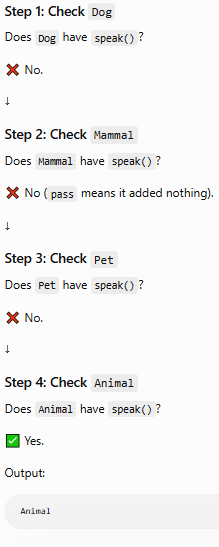 Step 1: Check Dog
Does Dog have speak()?
❌ No.
↓
Step 2: Check Mammal
Does Mammal have speak()?
❌ No (pass means it added nothing).
↓
Step 3: Check Pet
Does Pet have speak()?
❌ No.
↓
Step 4: Check Animal
Does Animal have speak()?
✅ Yes.
Output:
Animal